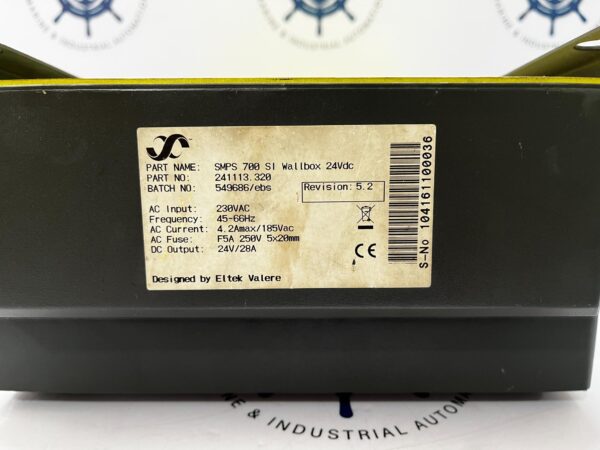 PART NAME: SMPS 700 SI Wallbox 24Vdc
PART NO: 241113.320
BATCH NO: 549686/ebs
Revision: 5.2
AC Input: 230VAC
Frequency: 45-66Hz
AC Current: 4.2Amax/185Vac
AC Fuse: F5A 250V 5x20mm
DC Output: 24V/28A
CE
Designed by Eltek Valere
S-No 104161100036
& INDUSTRIAL AUTOMA